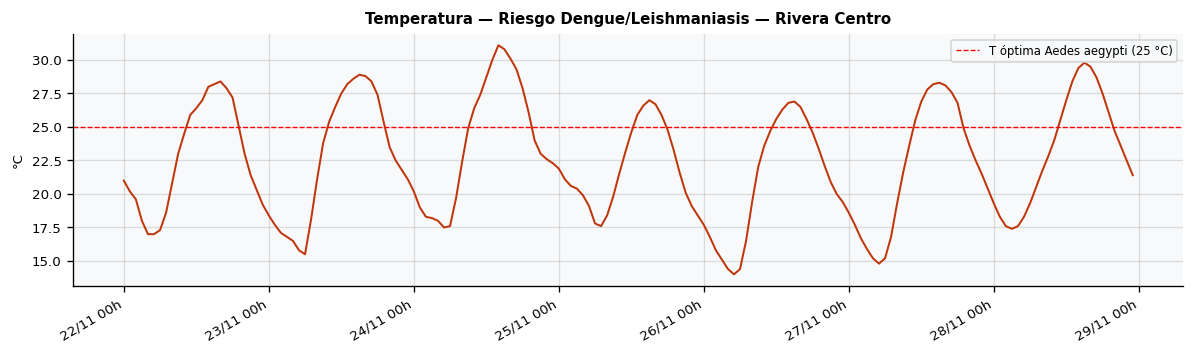 Temperatura — Riesgo Dengue/Leishmaniasis — Rivera Centro
T óptima Aedes aegypti (25 °C)
°C
30.0
27.5
25.0
22.5
20.0
17.5
15.0
22/11 00h
23/11 00h
24/11 00h
25/11 00h
26/11 00h
27/11 00h
28/11 00h
29/11 00h